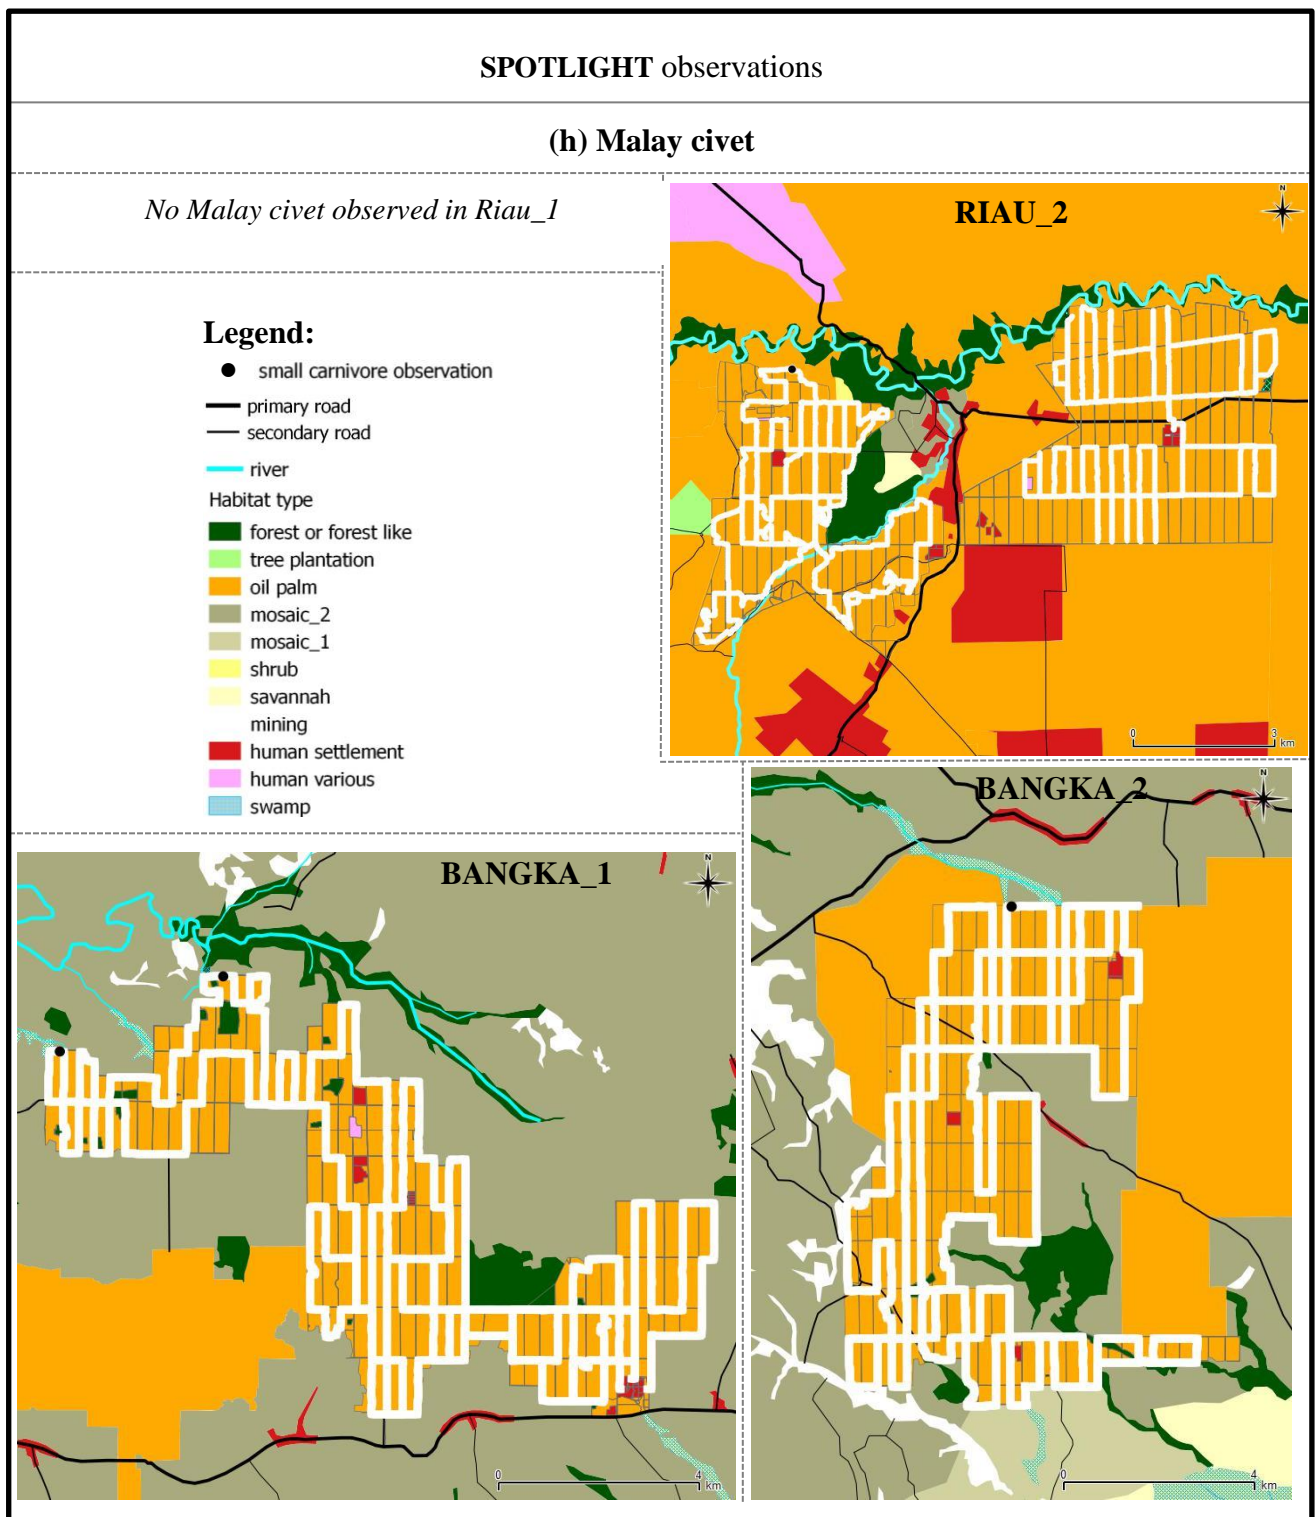 SPOTLIGHT observations
(h) Malay civet
No Malay civet observed in Riau_1
RIAU_2
N
0 3
km
Legend:
small carnivore observation
primary road
secondary road
river
Habitat type
forest or forest like
tree plantation
oil palm
mosaic_2
mosaic_1
shrub
savannah
mining
human settlement
human various
swamp
BANGKA_2
N
0 4
km
BANGKA_1
N
0 4
km